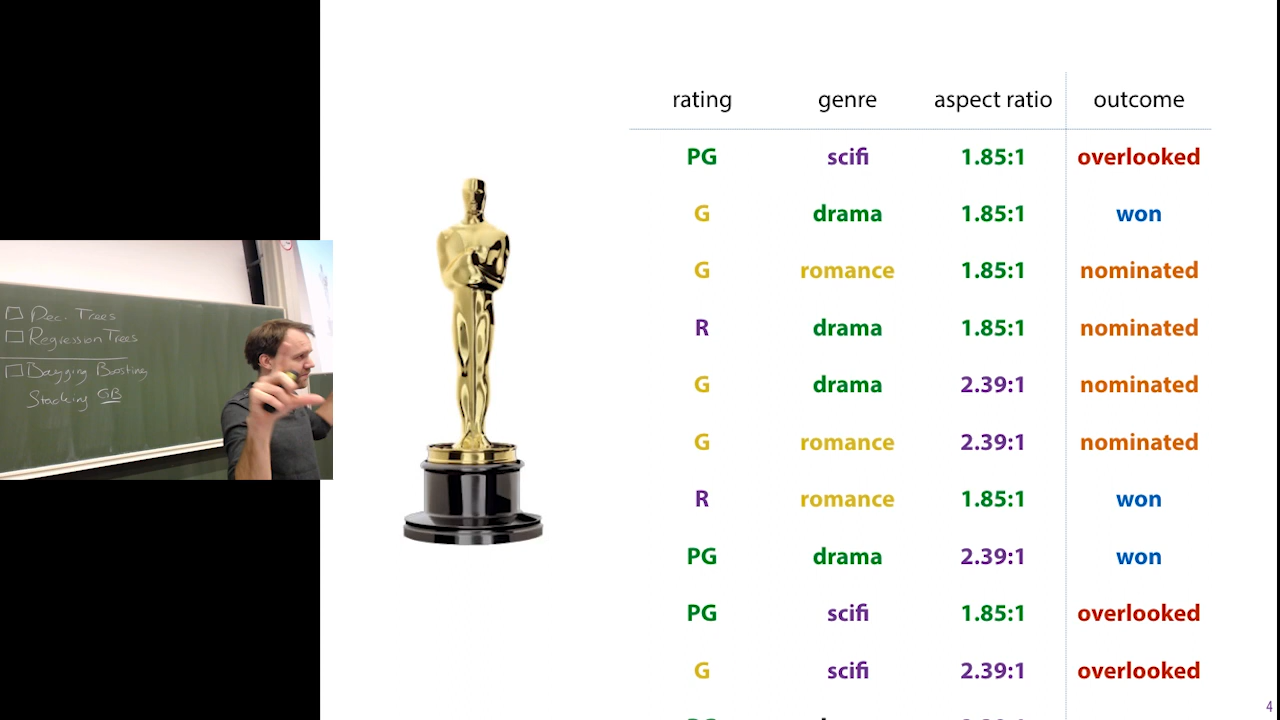 rating genre aspect ratio outcome
PG scifi 1.85:1 overlooked
G drama 1.85:1 won
G romance 1.85:1 nominated
R drama 1.85:1 nominated
G drama 2.39:1 nominated
G romance 2.39:1 nominated
R romance 1.85:1 won
PG drama 2.39:1 won
PG scifi 1.85:1 overlooked
G scifi 2.39:1 overlooked
4
Dec. Trees
Regression Trees
Bagging Boosting
Stacking GB